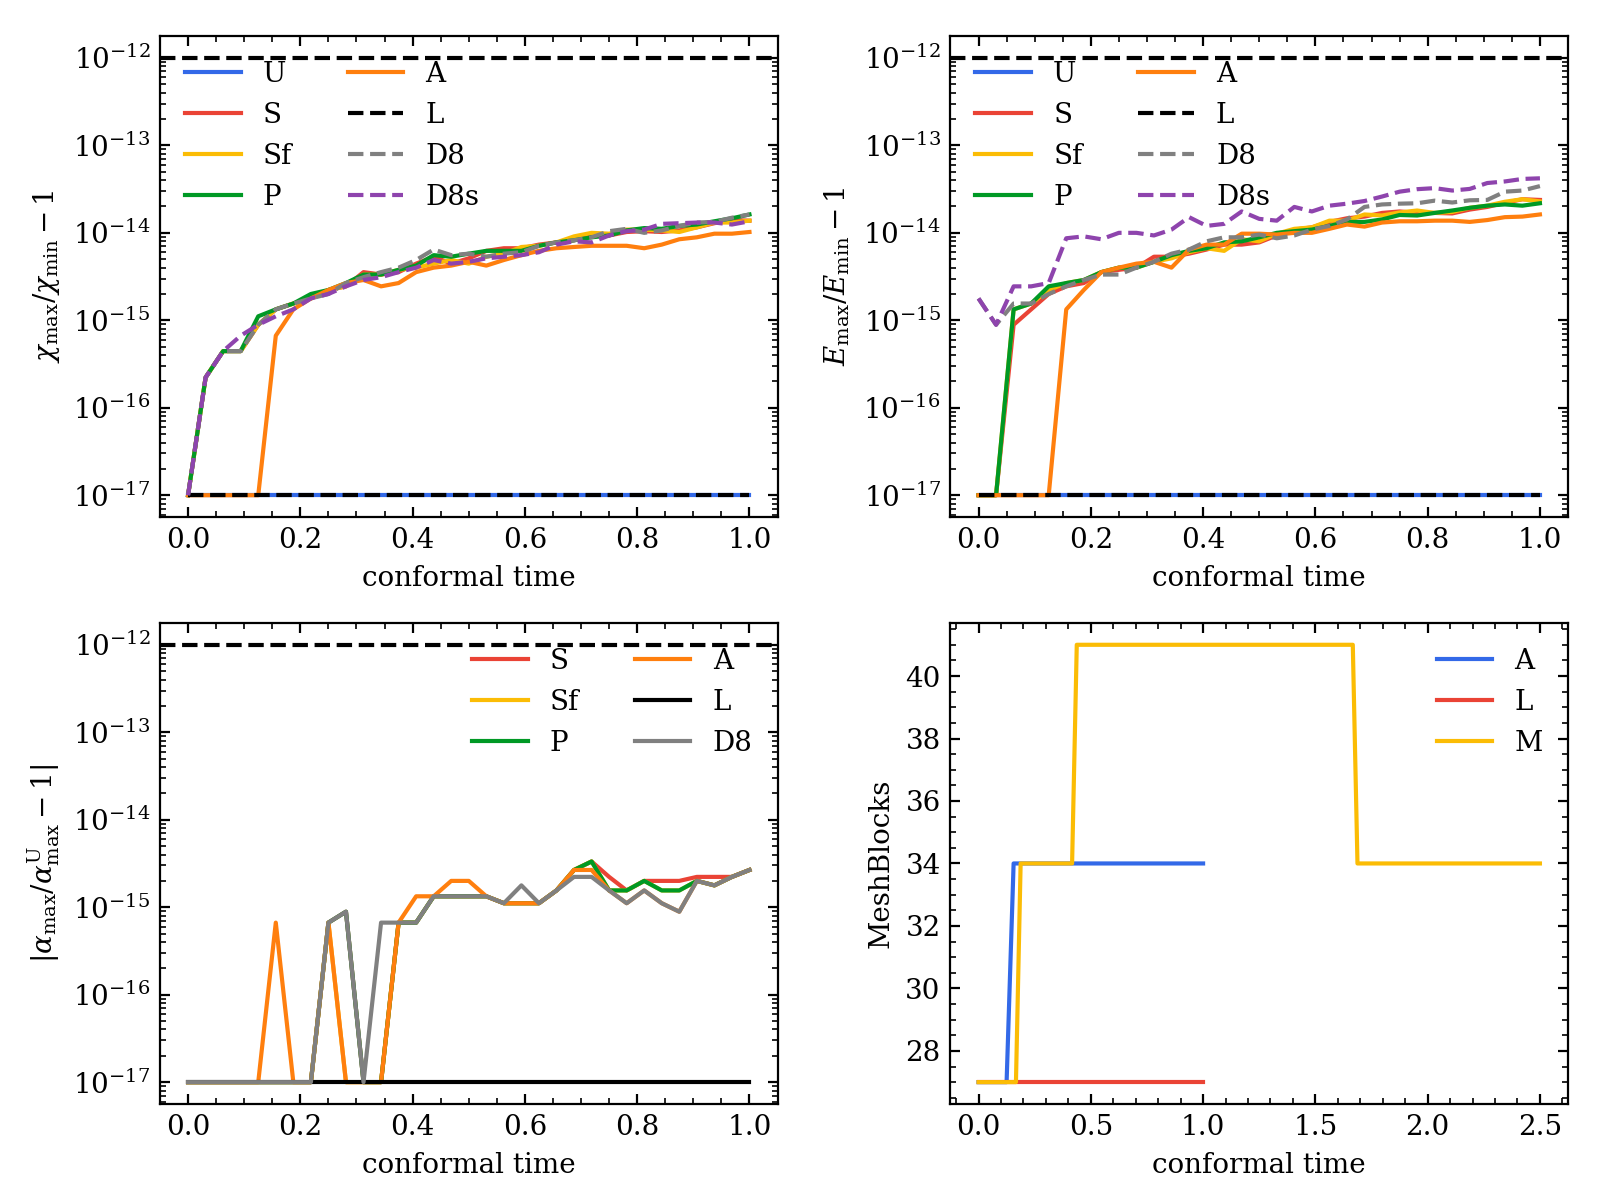 χmax/χmin − 1
10−12
10−13
10−14
10−15
10−16
10−17
U
S
Sf
P
A
L
D8
D8s
0.0 0.2 0.4 0.6 0.8 1.0
conformal time
Emax/Emin − 1
10−12
10−13
10−14
10−15
10−16
10−17
U
S
Sf
P
A
L
D8
D8s
0.0 0.2 0.4 0.6 0.8 1.0
conformal time
|αmax/αUmax − 1|
10−12
10−13
10−14
10−15
10−16
10−17
S
Sf
P
A
L
D8
0.0 0.2 0.4 0.6 0.8 1.0
conformal time
MeshBlocks
40
38
36
34
32
30
28
A
L
M
0.0 0.5 1.0 1.5 2.0 2.5
conformal time